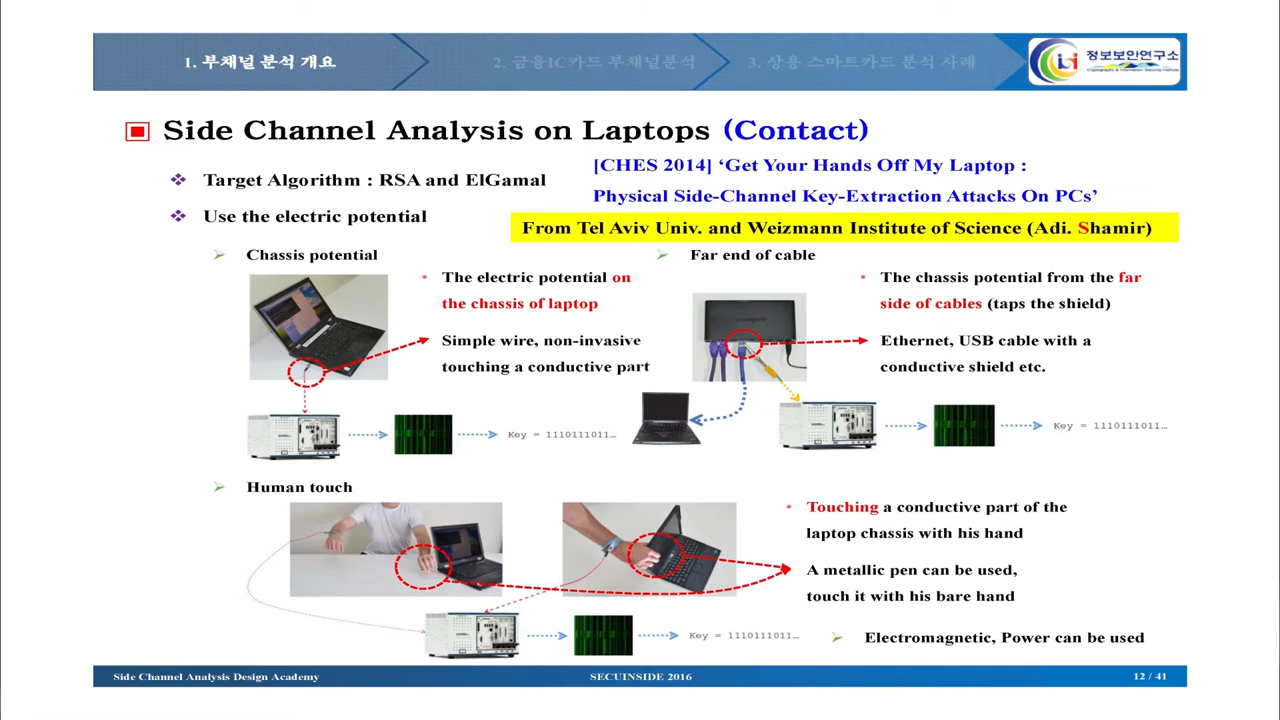 1. 부채널 분석 개요
2. 금융IC카드 부채널분석
3. 상용 스마트카드 분석 사례
정보보안연구소
Cryptographic & Information Security Institute
Side Channel Analysis on Laptops (Contact)
Target Algorithm : RSA and ElGamal
[CHES 2014] ‘Get Your Hands Off My Laptop :
Physical Side-Channel Key-Extraction Attacks On PCs’
Use the electric potential
From Tel Aviv Univ. and Weizmann Institute of Science (Adi. Shamir)
Chassis potential
The electric potential on
the chassis of laptop
Simple wire, non-invasive
touching a conductive part
Key = 1110111011…
Far end of cable
The chassis potential from the far
side of cables (taps the shield)
Ethernet, USB cable with a
conductive shield etc.
Key = 1110111011…
Human touch
Touching a conductive part of the
laptop chassis with his hand
A metallic pen can be used,
touch it with his bare hand
Key = 1110111011…
Electromagnetic, Power can be used
Side Channel Analysis Design Academy
SECUINSIDE 2016
12 / 41